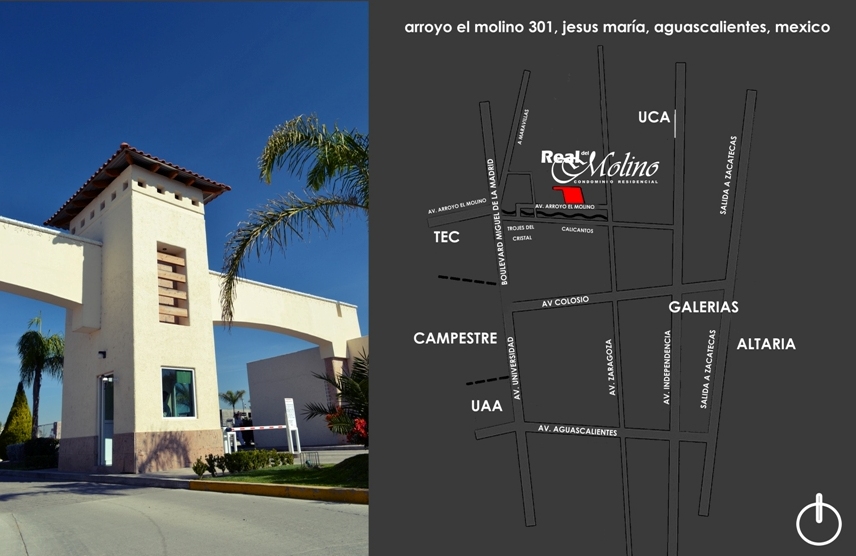 arroyo el molino 301, jesus maría, aguascalientes, mexico
UCA
A MARAVILLAS
Real del Molino
CONDOMINIO RESIDENCIAL
SALIDA A ZACATECAS
BOULEVARD MIGUEL DE LA MADRID
AV. ARROYO EL MOLINO
AV. ARROYO EL MOLINO
TROJES DEL
CRISTAL
CALICANTOS
TEC
AV COLOSIO
GALERIAS
CAMPESTRE
AV. UNIVERSIDAD
AV. ZARAGOZA
AV. INDEPENDENCIA
SALIDA A ZACATECAS
ALTARIA
UAA
AV. AGUASCALIENTES